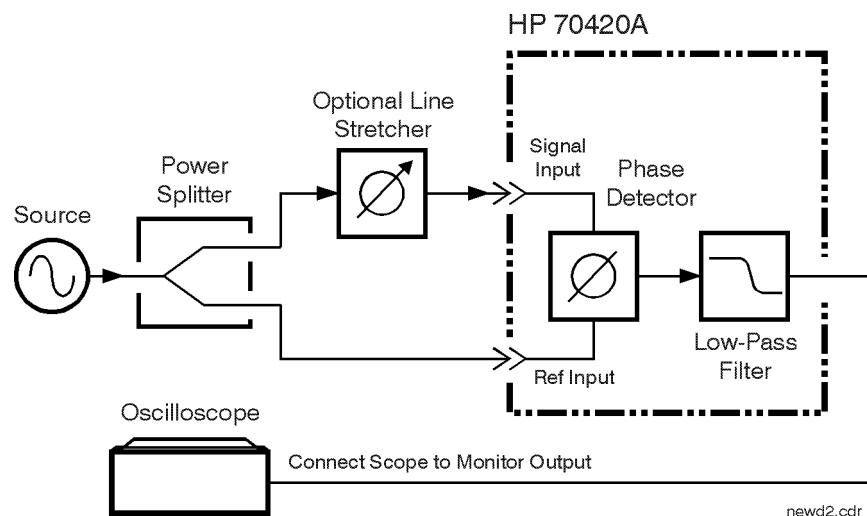 HP 70420A
Optional Line
Stretcher
Signal
Input
Phase
Detector
Power
Splitter
Source
Low-Pass
Filter
Ref Input
Oscilloscope
Connect Scope to Monitor Output
newd2.cdr